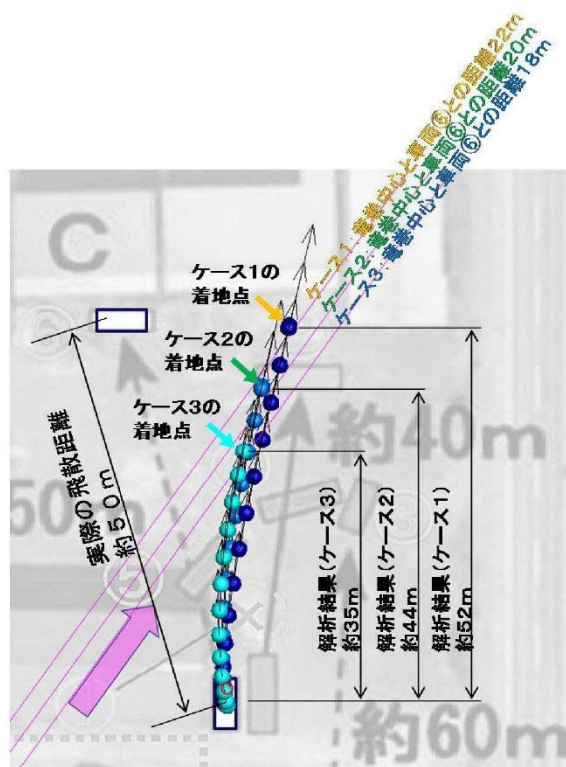 ケース1：竜巻中心と車両⑥との距離22m
ケース2：竜巻中心と車両⑥との距離20m
ケース3：竜巻中心と車両⑥との距離18m
C
ケース1の
着地点
⑥
ケース2の
着地点
約40m
ケース3の
着地点
実際の飛散距離
約50m
50m
⑤
解析結果（ケース3）
約35m
解析結果（ケース2）
約44m
解析結果（ケース1）
約52m
約60m